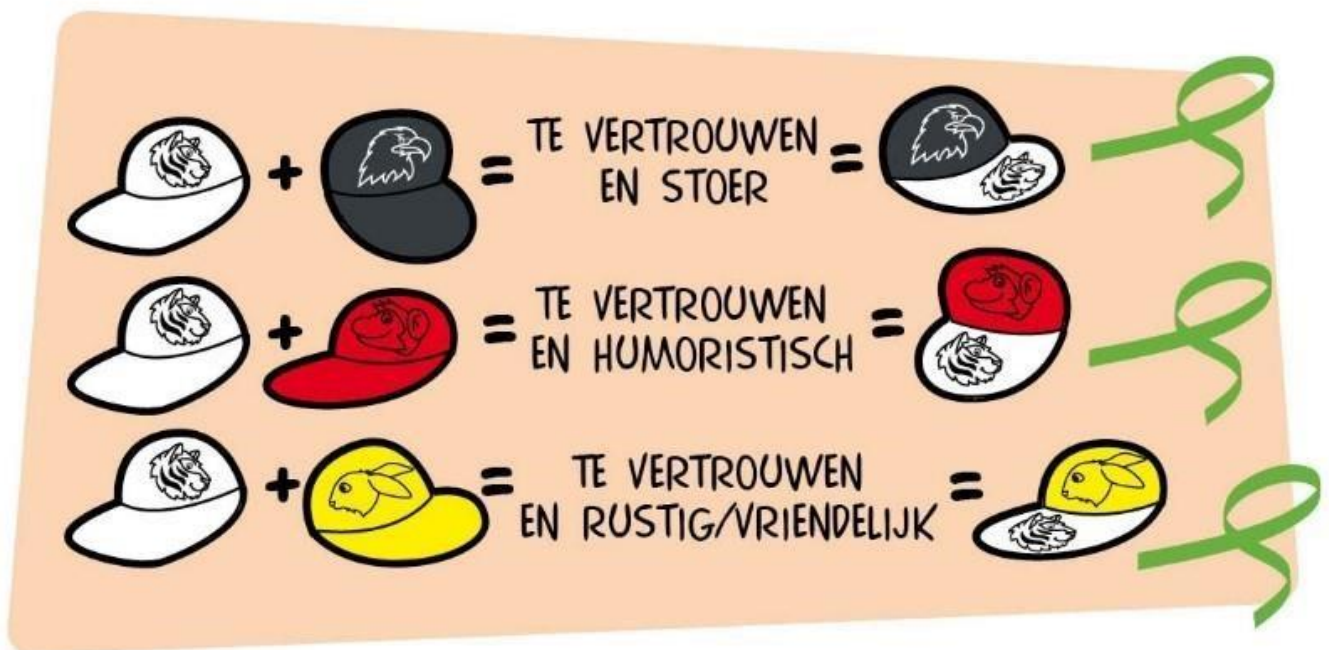 + = TE VERTROUWEN EN STOER =
+ = TE VERTROUWEN EN HUMORISTISCH =
+ = TE VERTROUWEN EN RUSTIG/VRIENDELIJK =